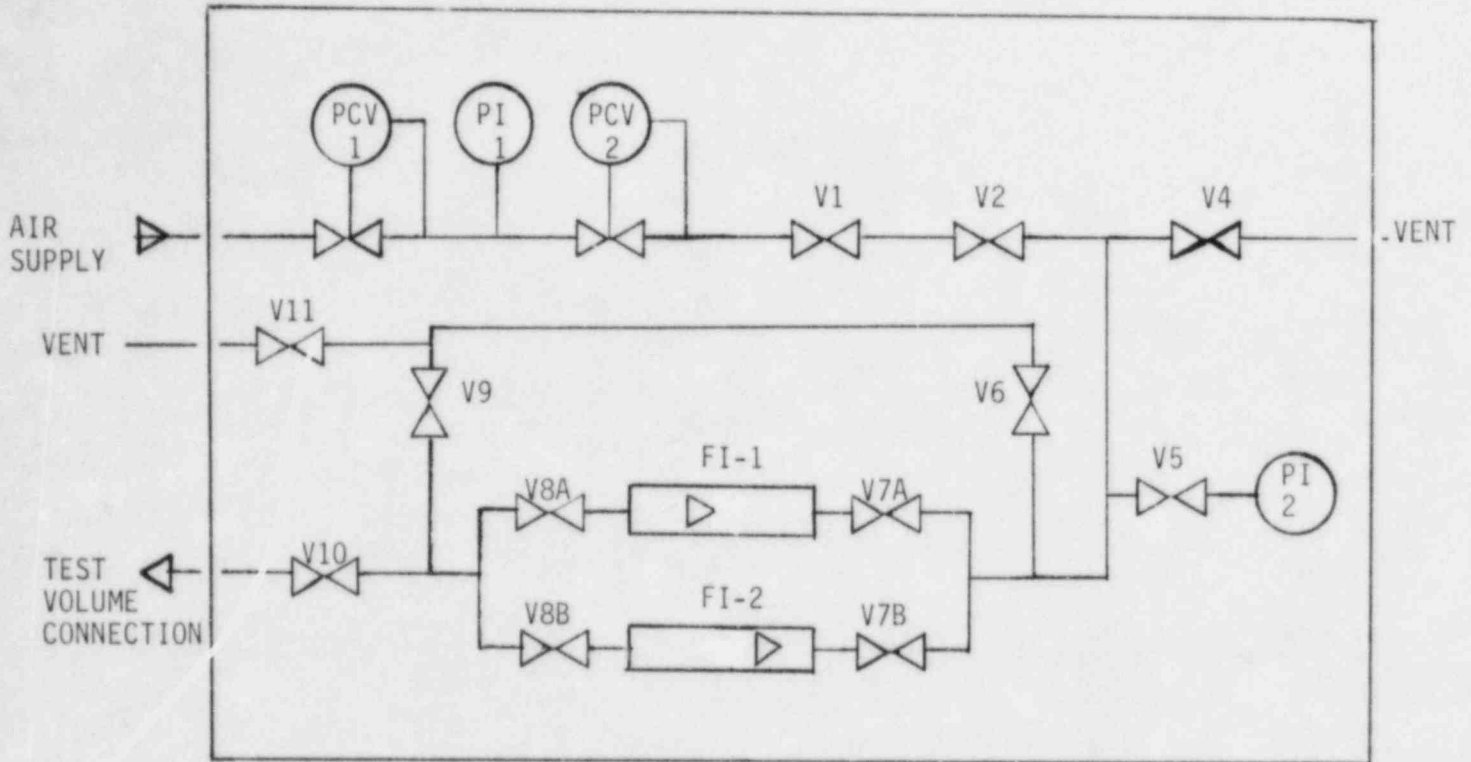 PCV
1
PI
1
PCV
2
V1
V2
V4
AIR
SUPPLY
VENT
V11
VENT
V9
V6
FI-1
V5
V8A
V7A
PI
2
V10
TEST
VOLUME
CONNECTION
FI-2
V8B
V7B